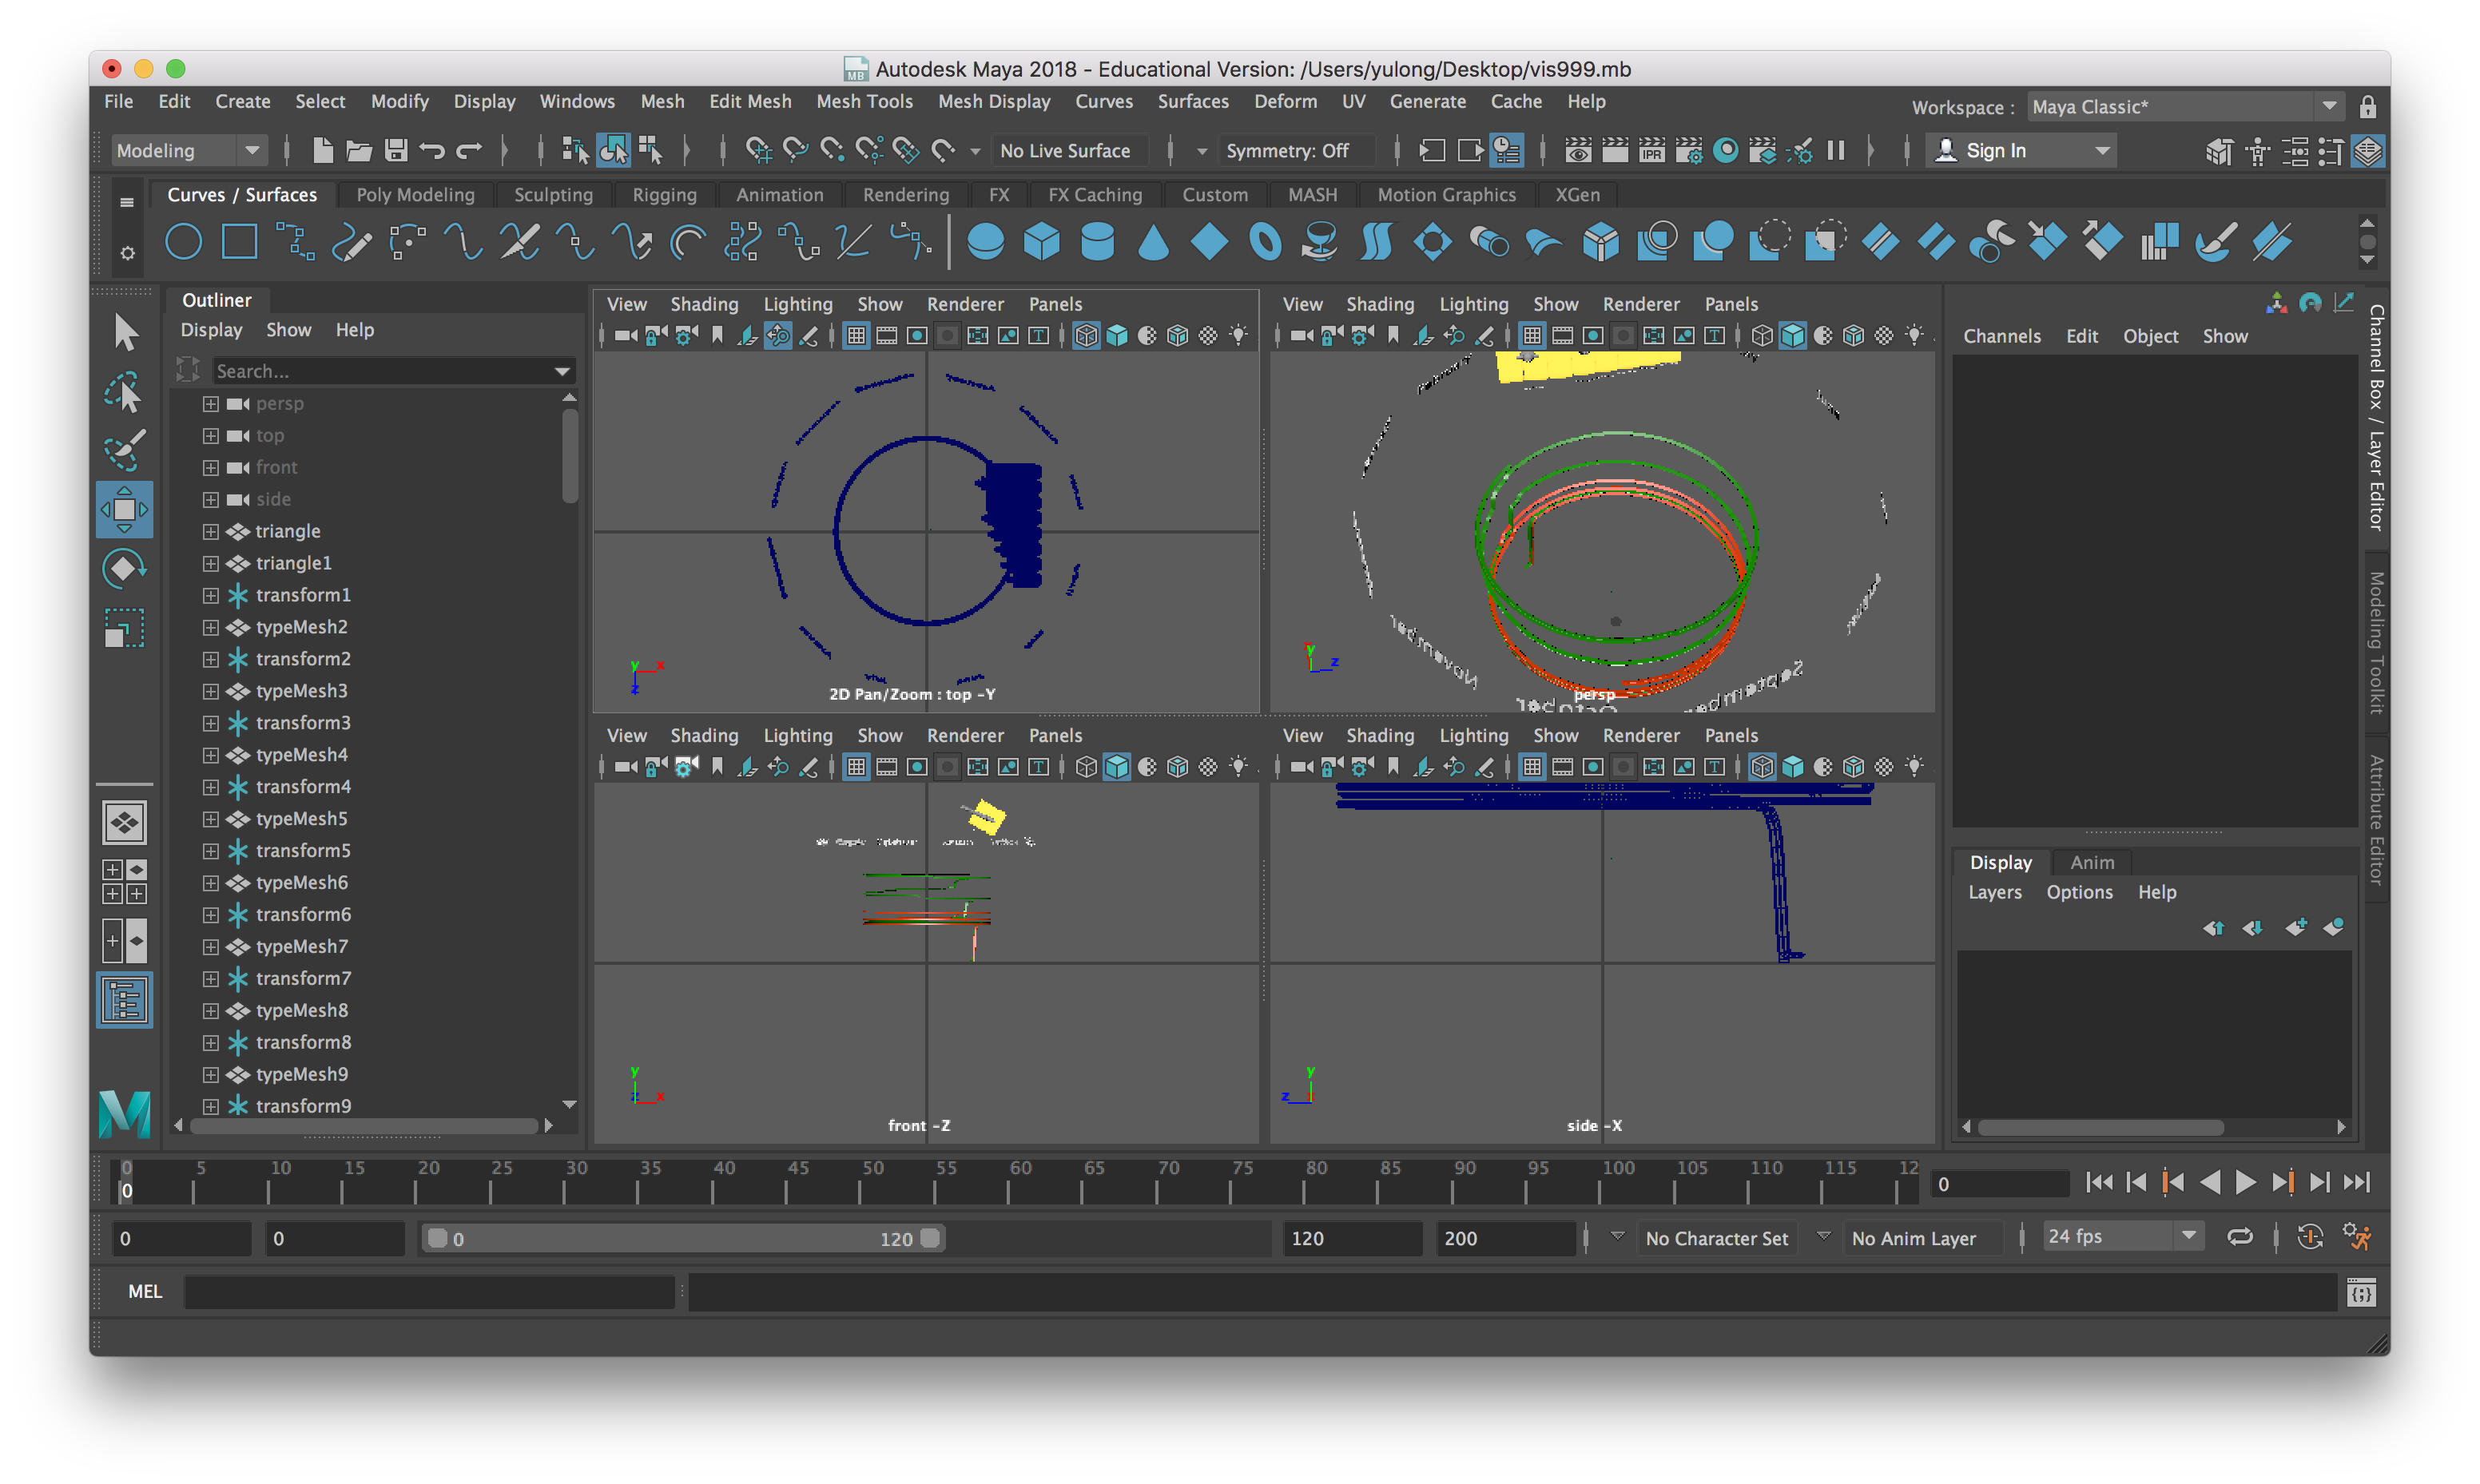 Autodesk Maya 2018 - Educational Version: /Users/yulong/Desktop/vis999.mb
File Edit Create Select Modify Display Windows Mesh Edit Mesh Mesh Tools Mesh Display Curves Surfaces Deform UV Generate Cache Help
Workspace : Maya Classic*
Modeling No Live Surface Symmetry: Off IPR Sign In
Curves / Surfaces Poly Modeling Sculpting Rigging Animation Rendering FX FX Caching Custom MASH Motion Graphics XGen
Outliner
Display Show Help
Search...
persp
top
front
side
triangle
triangle1
transform1
typeMesh2
transform2
typeMesh3
transform3
typeMesh4
transform4
typeMesh5
transform5
typeMesh6
transform6
typeMesh7
transform7
typeMesh8
transform8
typeMesh9
transform9
View Shading Lighting Show Renderer Panels
y x
z
2D Pan/Zoom : top -Y
View Shading Lighting Show Renderer Panels
y z
November
October
September
persp
View Shading Lighting Show Renderer Panels
y
z x
front -Z
View Shading Lighting Show Renderer Panels
y
z
side -X
Channels Edit Object Show
Channel Box / Layer Editor
Modeling Toolkit
Attribute Editor
Display Anim
Layers Options Help
0 5 10 15 20 25 30 35 40 45 50 55 60 65 70 75 80 85 90 95 100 105 110 115 12
0
0
0 0 0 120 120 200 No Character Set No Anim Layer 24 fps
MEL